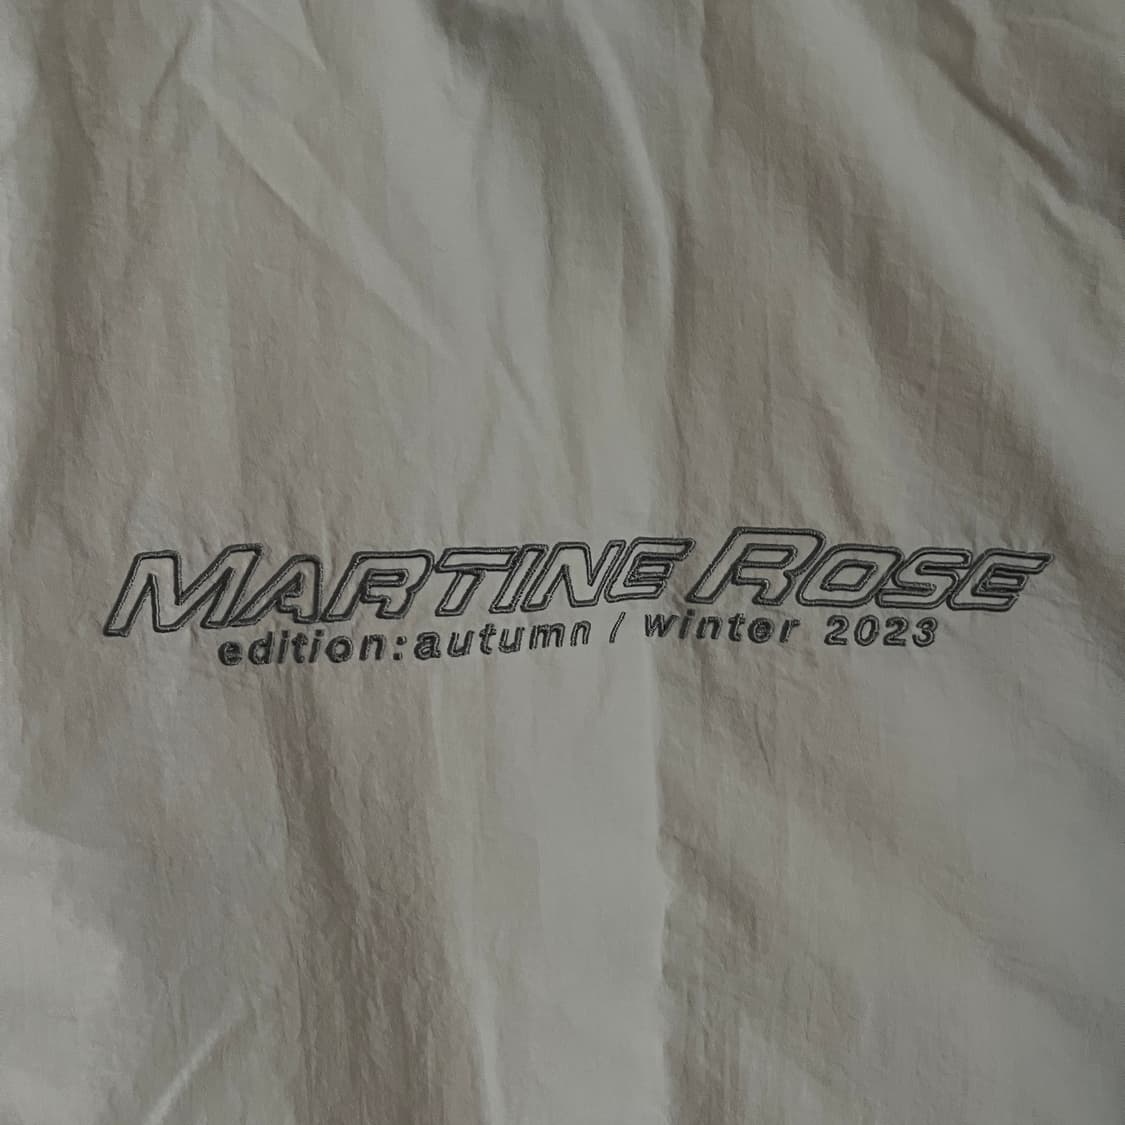 MARTINE ROSE
edition:autumn / winter 2023